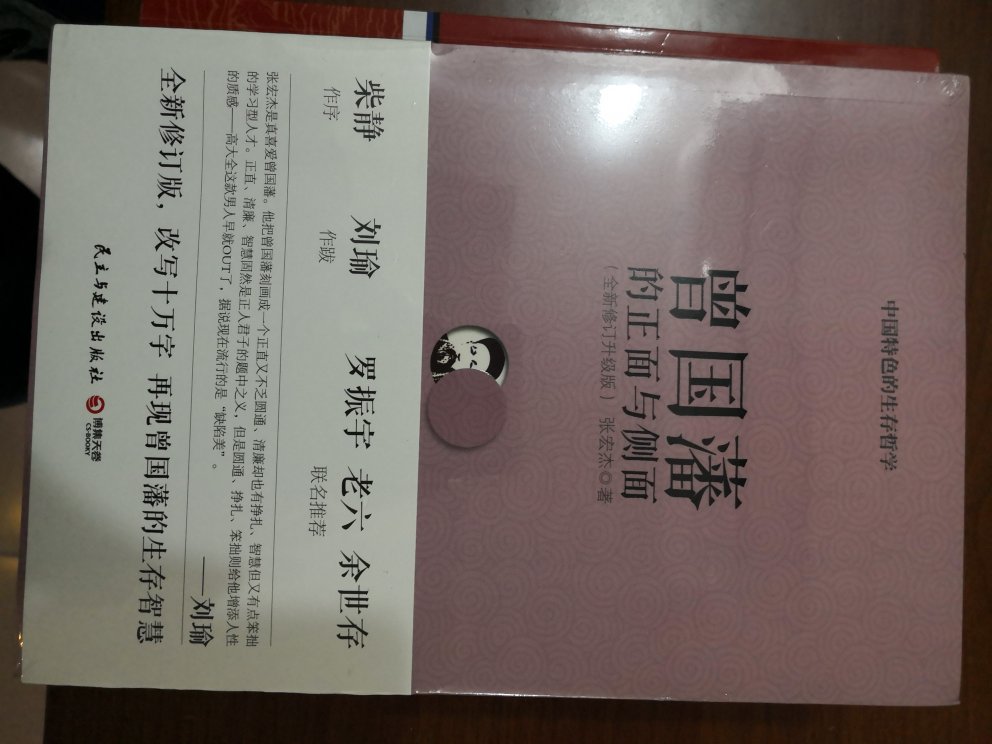 中国特色的生存哲学
曾国藩
的正面与侧面
（全新修订升级版） 张宏杰◎著
柴静 刘瑜 罗振宇 老六 余世存
作序 作跋 联名推荐
张宏杰是真喜爱曾国藩。他把曾国藩刻画成一个正直又不乏圆通、清廉却也有挣扎、智慧但又有点笨拙
的学习型人才。正直、清廉、智慧固然是正人君子的题中之义，但是圆通、挣扎、笨拙则给他增添人性
的质感——高大全这款男人早就OUT了，据说现在流行的是“缺陷美”。
——刘瑜
全新修订版，改写十万字 再现曾国藩的生存智慧
民主与建设出版社 博集天卷
CS-BOOKY